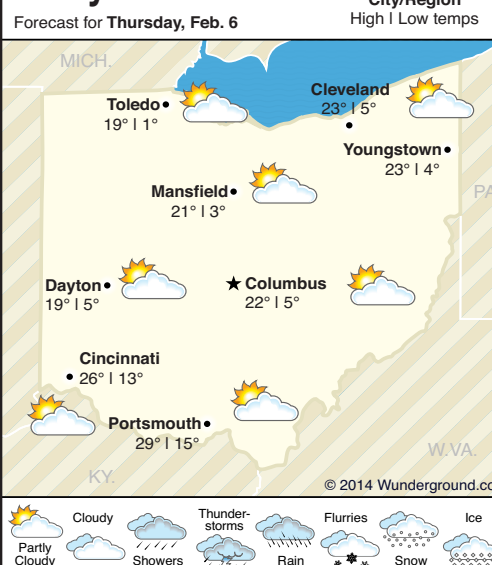 City/Region
Forecast for Thursday, Feb. 6
High | Low temps
MICH.
Cleveland
23° | 5°
Toledo
19° | 1°
Youngstown
23° | 4°
Mansfield
21° | 3°
PA
Dayton
19° | 5°
Columbus
22° | 5°
Cincinnati
26° | 13°
Portsmouth
29° | 15°
W.VA.
KY.
© 2014 Wunderground.co
Partly
Cloudy
Cloudy
Showers
Thunder-
storms
Rain
Flurries
Snow
Ice